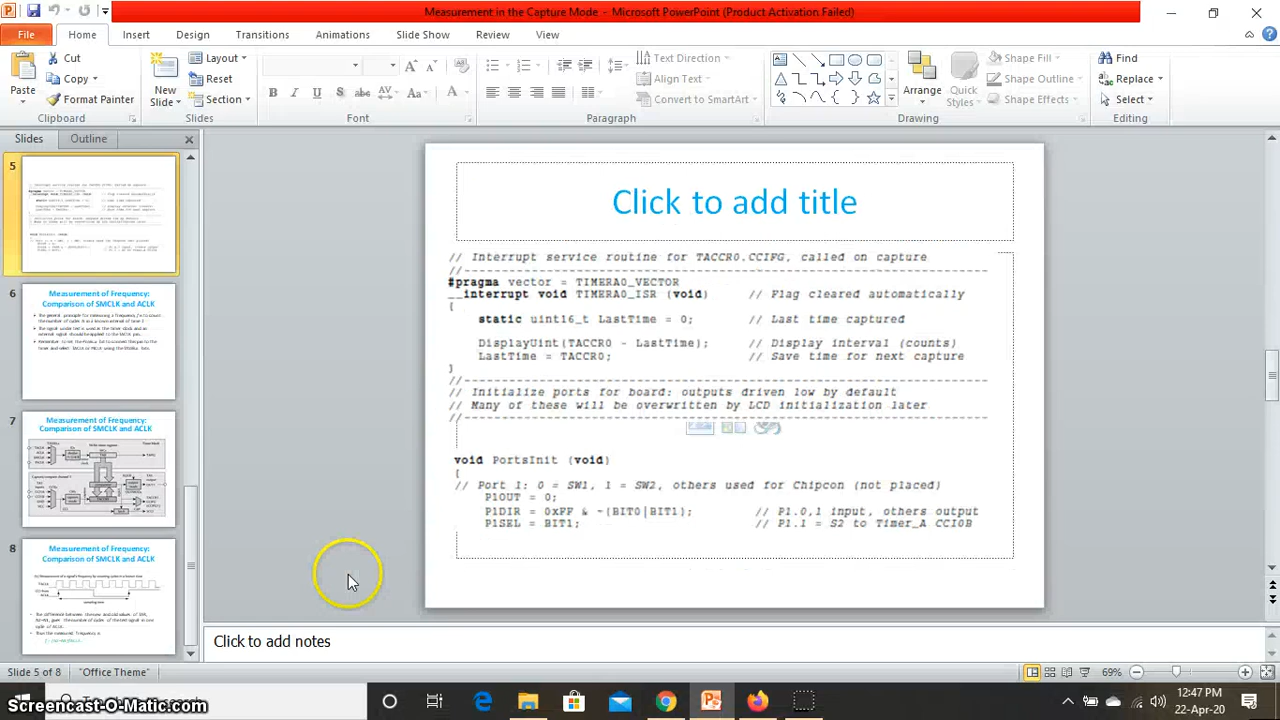 Measurement in the Capture Mode - Microsoft PowerPoint (Product Activation Failed)
File Home Insert Design Transitions Animations Slide Show Review View
Paste
Cut
Copy
Format Painter
Clipboard
New
Slide
Layout
Reset
Section
Slides
B I U S abc AV Aa A
Font
Text Direction
Align Text
Convert to SmartArt
Paragraph
Arrange
Quick
Styles
Shape Fill
Shape Outline
Shape Effects
Drawing
Find
Replace
Select
Editing
Slides Outline
5
6
Measurement of Frequency:
Comparison of SMCLK and ACLK
7
Measurement of Frequency:
Comparison of SMCLK and ACLK
8
Measurement of Frequency:
Comparison of SMCLK and ACLK
Click to add title
// Interrupt service routine for TACCR0.CCIFG, called on capture
//----------------------------------------------------------------------
#pragma vector = TIMERA0_VECTOR
__interrupt void TIMERA0_ISR (void) // Flag cleared automatically
{
static uint16_t LastTime = 0; // Last time captured
DisplayUint(TACCR0 - LastTime); // Display interval (counts)
LastTime = TACCR0; // Save time for next capture
}
//----------------------------------------------------------------------
// Initialize ports for board: outputs driven low by default
// Many of these will be overwritten by LCD initialization later
//----------------------------------------------------------------------
void PortsInit (void)
{
// Port 1: 0 = SW1, 1 = SW2, others used for Chipcon (not placed)
P1OUT = 0;
P1DIR = 0xFF & ~(BIT0|BIT1); // P1.0,1 input, others output
P1SEL = BIT1; // P1.1 = S2 to Timer_A CCI0B
Click to add notes
Slide 5 of 8 "Office Theme" 69%
Screencast-O-Matic.com
12:47 PM
22-Apr-20